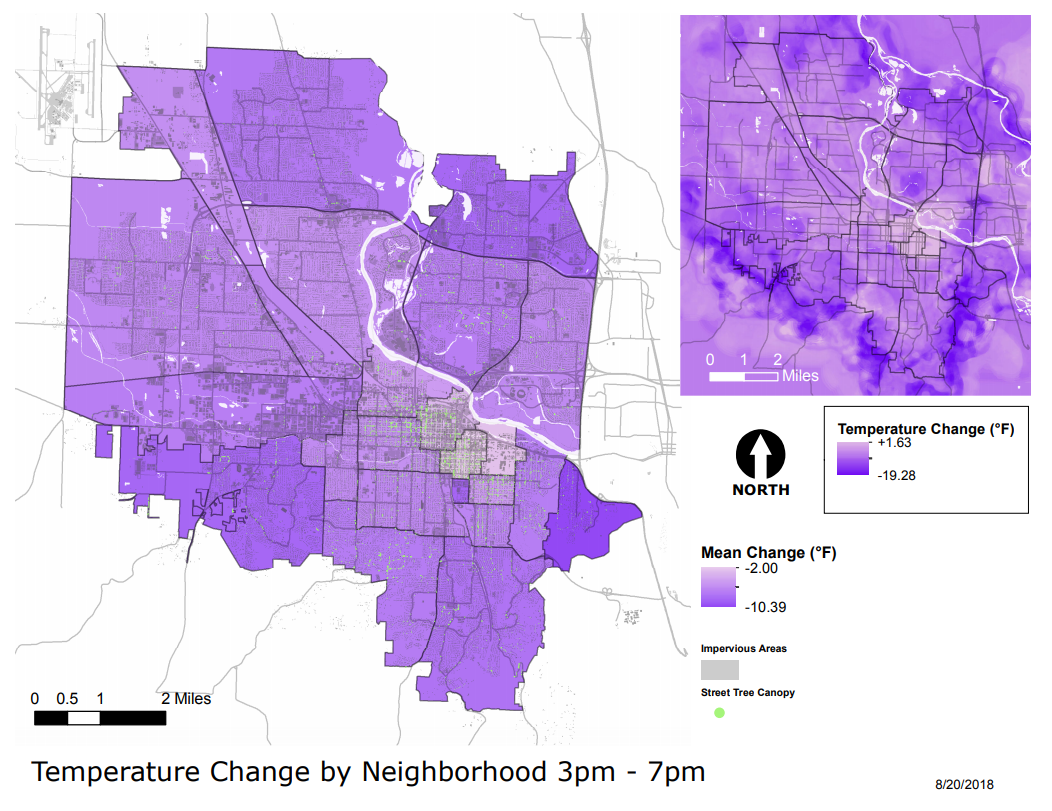 0 1 2
Miles
Temperature Change (°F)
+1.63
-19.28
NORTH
Mean Change (°F)
-2.00
-10.39
Impervious Areas
Street Tree Canopy
0 0.5 1 2 Miles
Temperature Change by Neighborhood 3pm - 7pm
8/20/2018